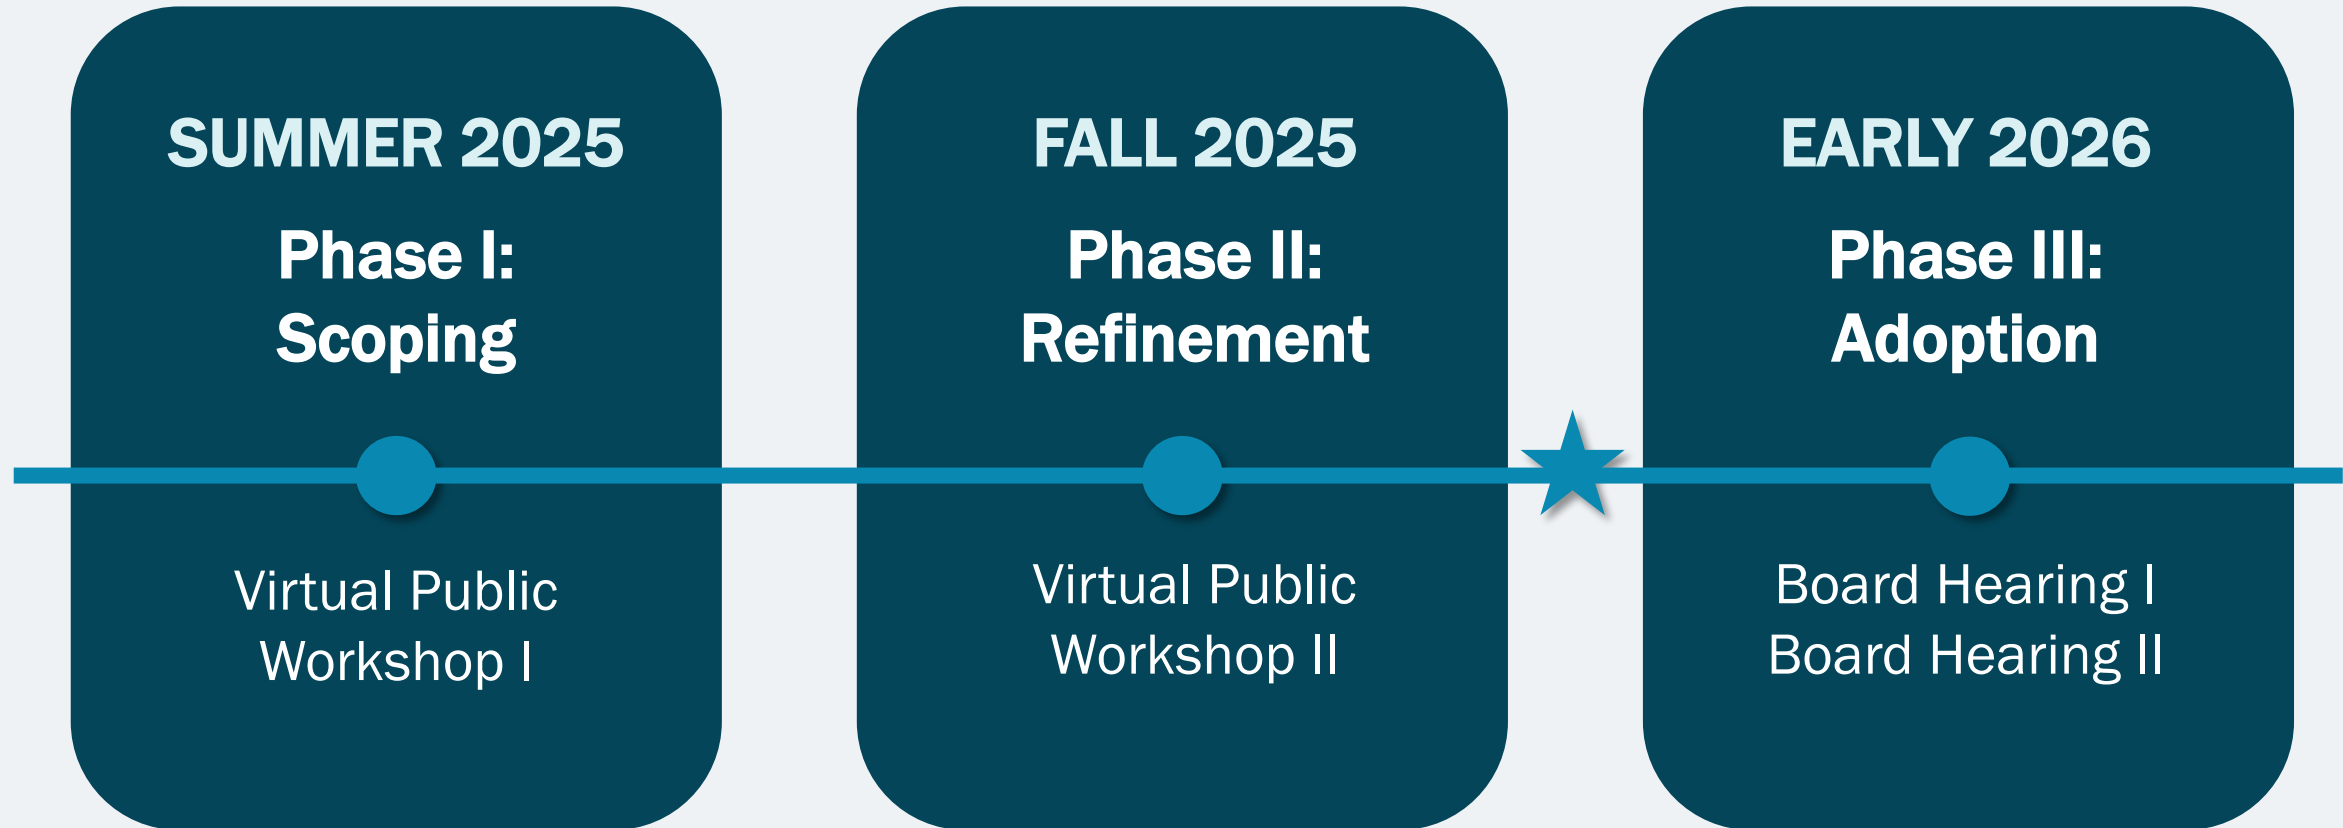 SUMMER 2025
Phase I:
Scoping
Virtual Public
Workshop I
FALL 2025
Phase II:
Refinement
Virtual Public
Workshop II
EARLY 2026
Phase III:
Adoption
Board Hearing I
Board Hearing II